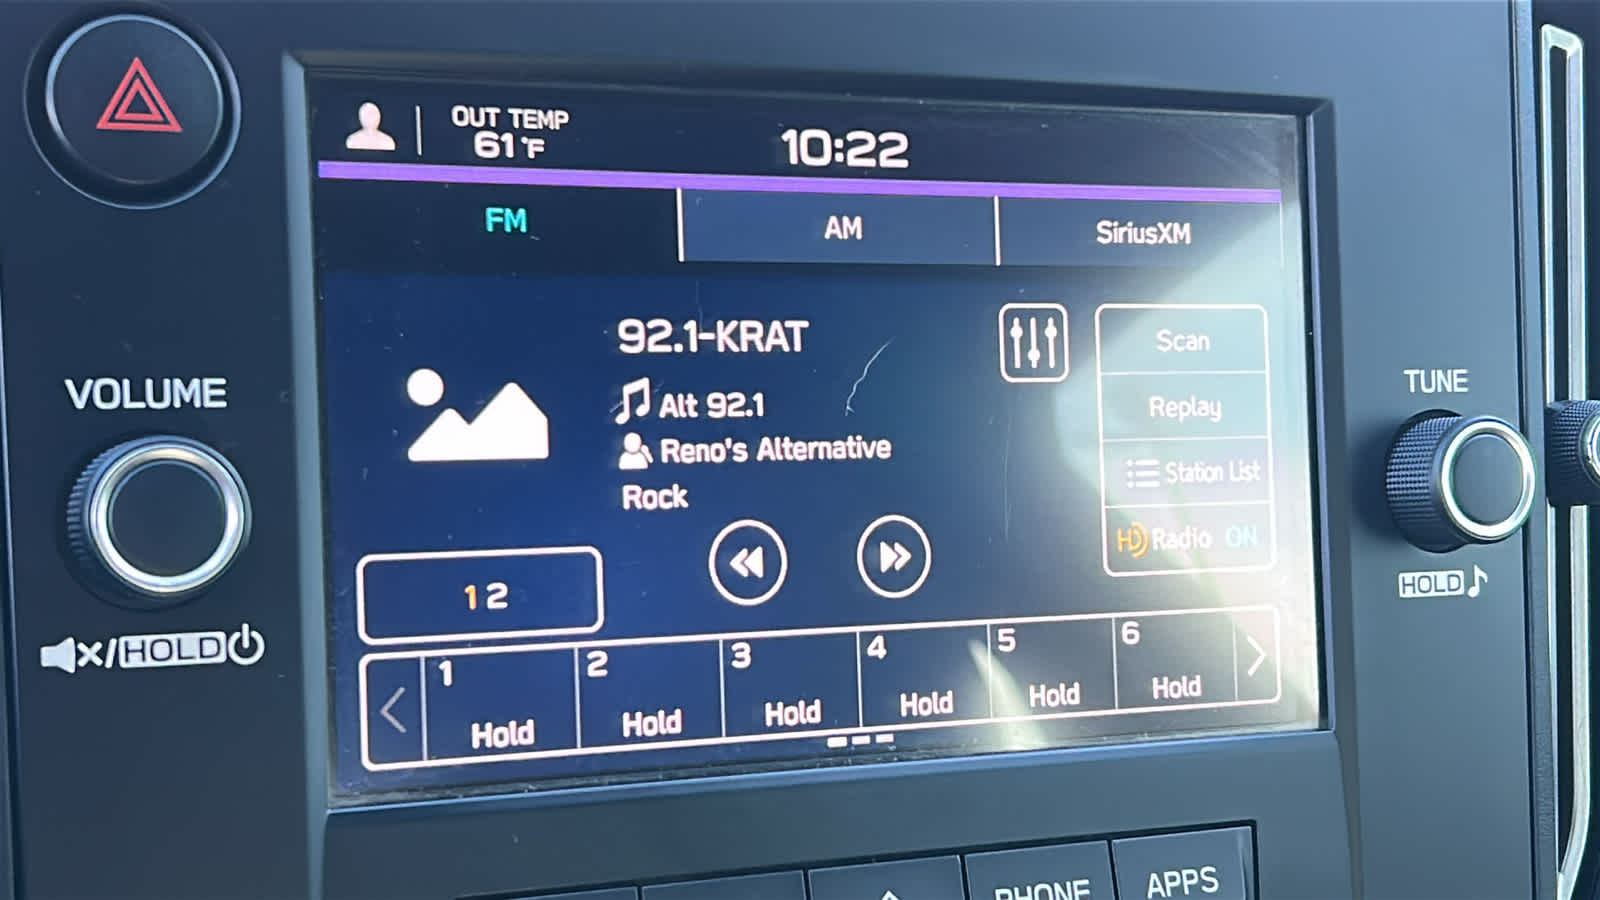 OUT TEMP
61°F
10:22
FM
AM
SiriusXM
92.1-KRAT
Alt 92.1
Reno's Alternative
Rock
Scan
Replay
Station List
HD Radio ON
1 2
1 Hold
2 Hold
3 Hold
4 Hold
5 Hold
6 Hold
VOLUME
/HOLD
TUNE
HOLD
PHONE
APPS